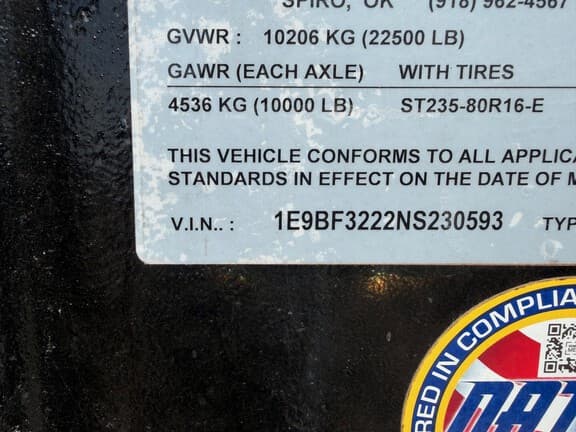 SPIRO, OK (918) 962-4567
GVWR : 10206 KG (22500 LB)
GAWR (EACH AXLE) WITH TIRES
4536 KG (10000 LB) ST235-80R16-E
THIS VEHICLE CONFORMS TO ALL APPLICA
STANDARDS IN EFFECT ON THE DATE OF M
V.I.N.. : 1E9BF3222NS230593 TYP
RED IN COMPLIA
NAT